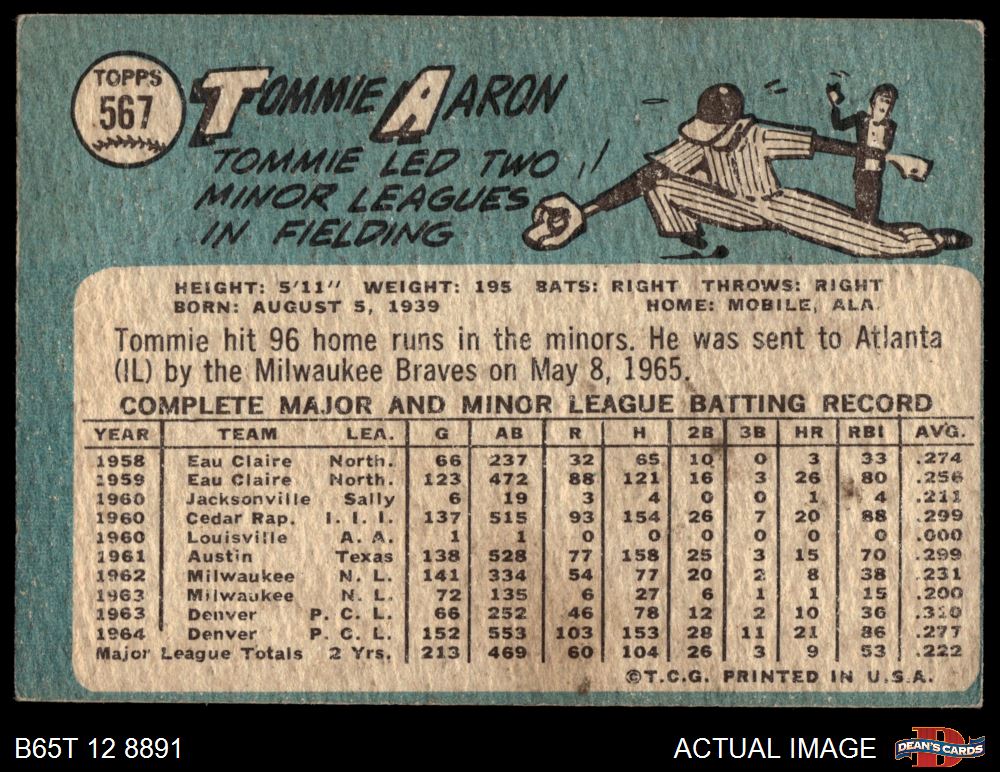 TOPPS
567
TOMMIE AARON
TOMMIE LED TWO
MINOR LEAGUES
IN FIELDING
HEIGHT: 5'11" WEIGHT: 195 BATS: RIGHT THROWS: RIGHT
BORN: AUGUST 5, 1939 HOME: MOBILE, ALA.
Tommie hit 96 home runs in the minors. He was sent to Atlanta
(IL) by the Milwaukee Braves on May 8, 1965.
COMPLETE MAJOR AND MINOR LEAGUE BATTING RECORD
YEAR TEAM LEA. G AB R H 2B 3B HR RBI AVG.
1958 Eau Claire North. 66 237 32 65 10 0 3 33 .274
1959 Eau Claire North. 123 472 88 121 16 3 26 80 .256
1960 Jacksonville Sally 6 19 3 4 0 0 1 4 .211
1960 Cedar Rap. I. I. I. 137 515 93 154 26 7 20 88 .299
1960 Louisville A. A. 1 1 0 0 0 0 0 0 .000
1961 Austin Texas 138 528 77 158 25 3 15 70 .299
1962 Milwaukee N. L. 141 334 54 77 20 2 8 38 .231
1963 Milwaukee N. L. 72 135 6 27 6 1 1 15 .200
1963 Denver P. C. L. 66 252 46 78 12 2 10 36 .310
1964 Denver P. C. L. 152 553 103 153 28 11 21 86 .277
Major League Totals 2 Yrs. 213 469 60 104 26 3 9 53 .222
©T.C.G. PRINTED IN U.S.A.
B65T 12 8891
ACTUAL IMAGE
D
DEAN'S CARDS